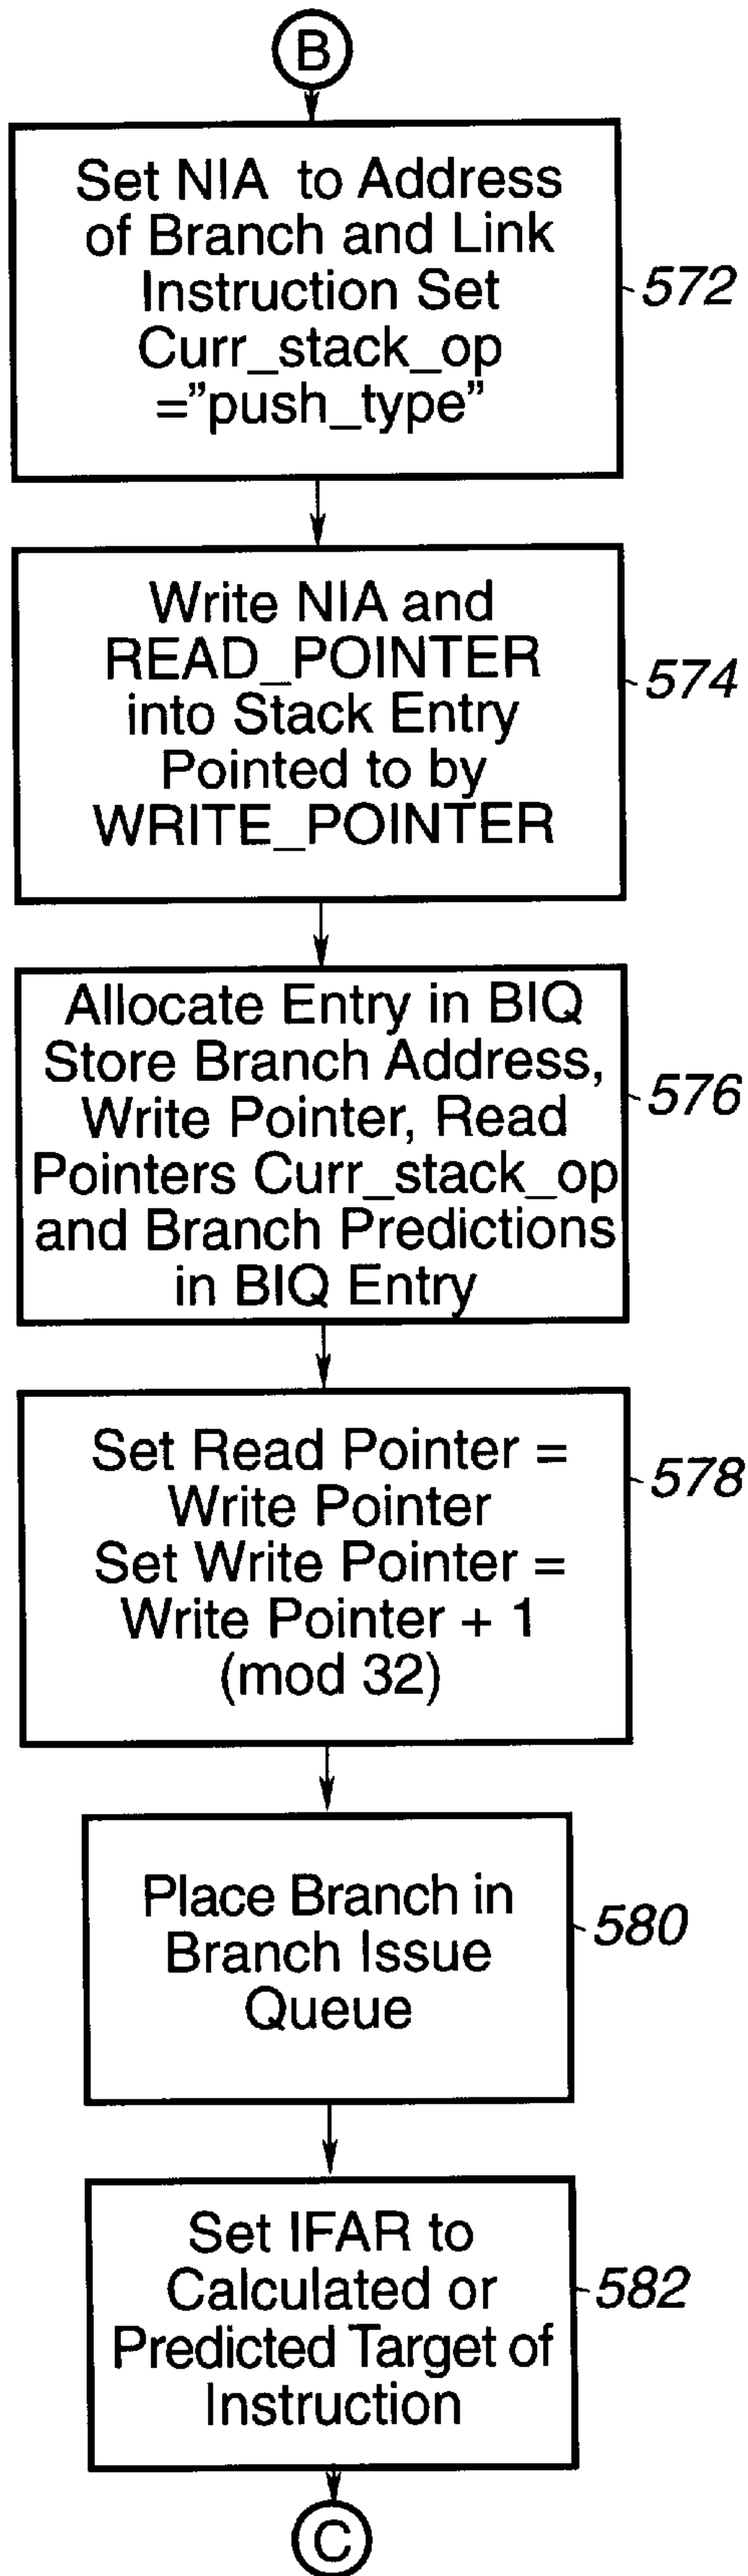 B
Set NIA to Address
of Branch and Link
Instruction Set
Curr_stack_op
=”push_type”
572
Write NIA and
READ_POINTER
into Stack Entry
Pointed to by
WRITE_POINTER
574
Allocate Entry in BIQ
Store Branch Address,
Write Pointer, Read
Pointers Curr_stack_op
and Branch Predictions
in BIQ Entry
576
Set Read Pointer =
Write Pointer
Set Write Pointer =
Write Pointer + 1
(mod 32)
578
Place Branch in
Branch Issue
Queue
580
Set IFAR to
Calculated or
Predicted Target of
Instruction
582
C